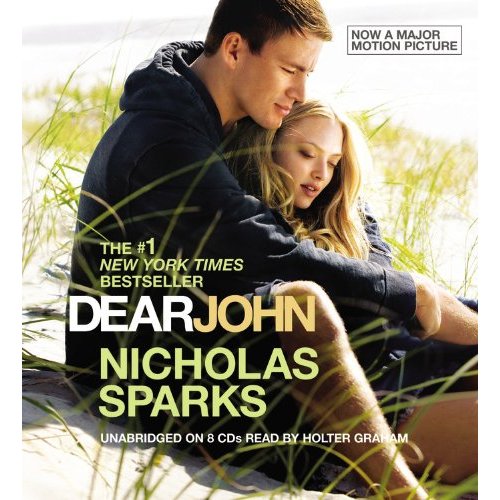 NOW A MAJOR
MOTION PICTURE
THE #1
NEW YORK TIMES
BESTSELLER
DEAR JOHN
NICHOLAS
SPARKS
UNABRIDGED ON 8 CDs READ BY HOLTER GRAHAM